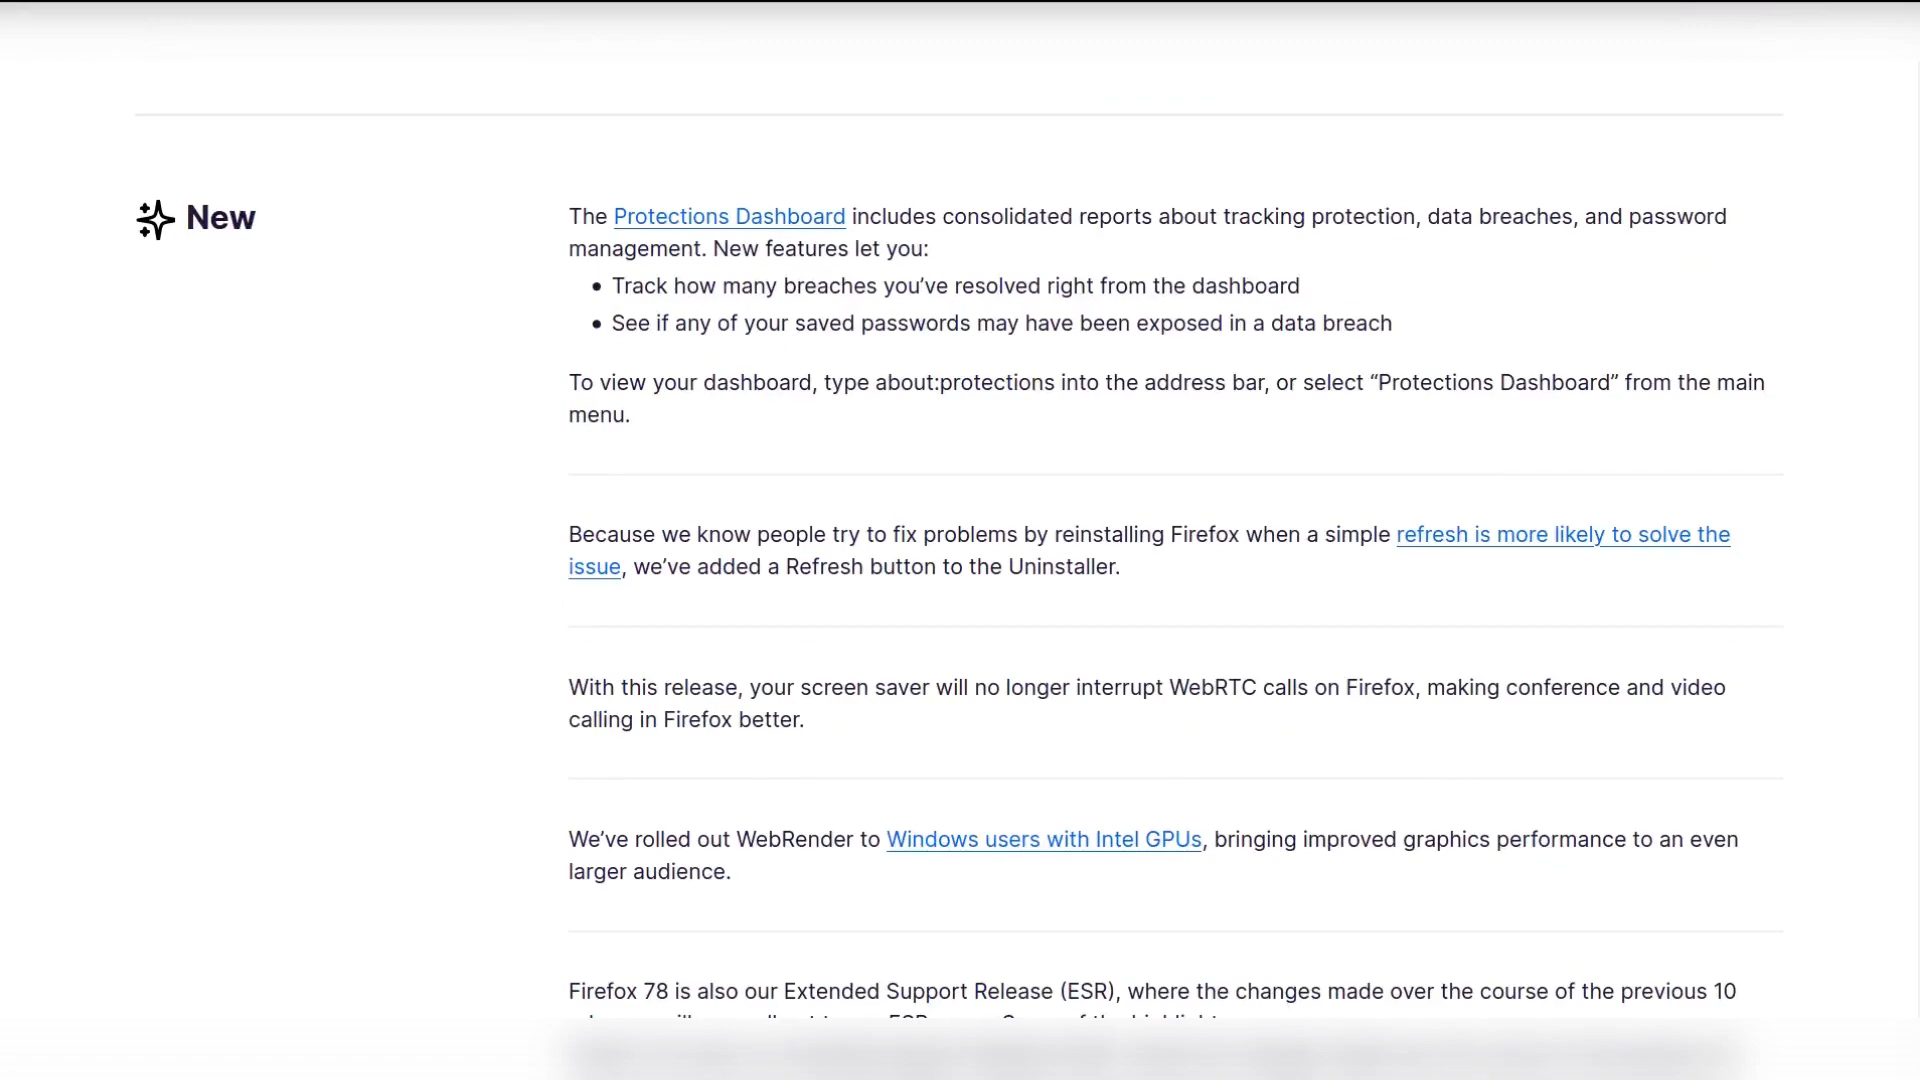 New
The Protections Dashboard includes consolidated reports about tracking protection, data breaches, and password
management. New features let you:
• Track how many breaches you’ve resolved right from the dashboard
• See if any of your saved passwords may have been exposed in a data breach
To view your dashboard, type about:protections into the address bar, or select “Protections Dashboard” from the main
menu.
Because we know people try to fix problems by reinstalling Firefox when a simple refresh is more likely to solve the
issue, we’ve added a Refresh button to the Uninstaller.
With this release, your screen saver will no longer interrupt WebRTC calls on Firefox, making conference and video
calling in Firefox better.
We’ve rolled out WebRender to Windows users with Intel GPUs, bringing improved graphics performance to an even
larger audience.
Firefox 78 is also our Extended Support Release (ESR), where the changes made over the course of the previous 10